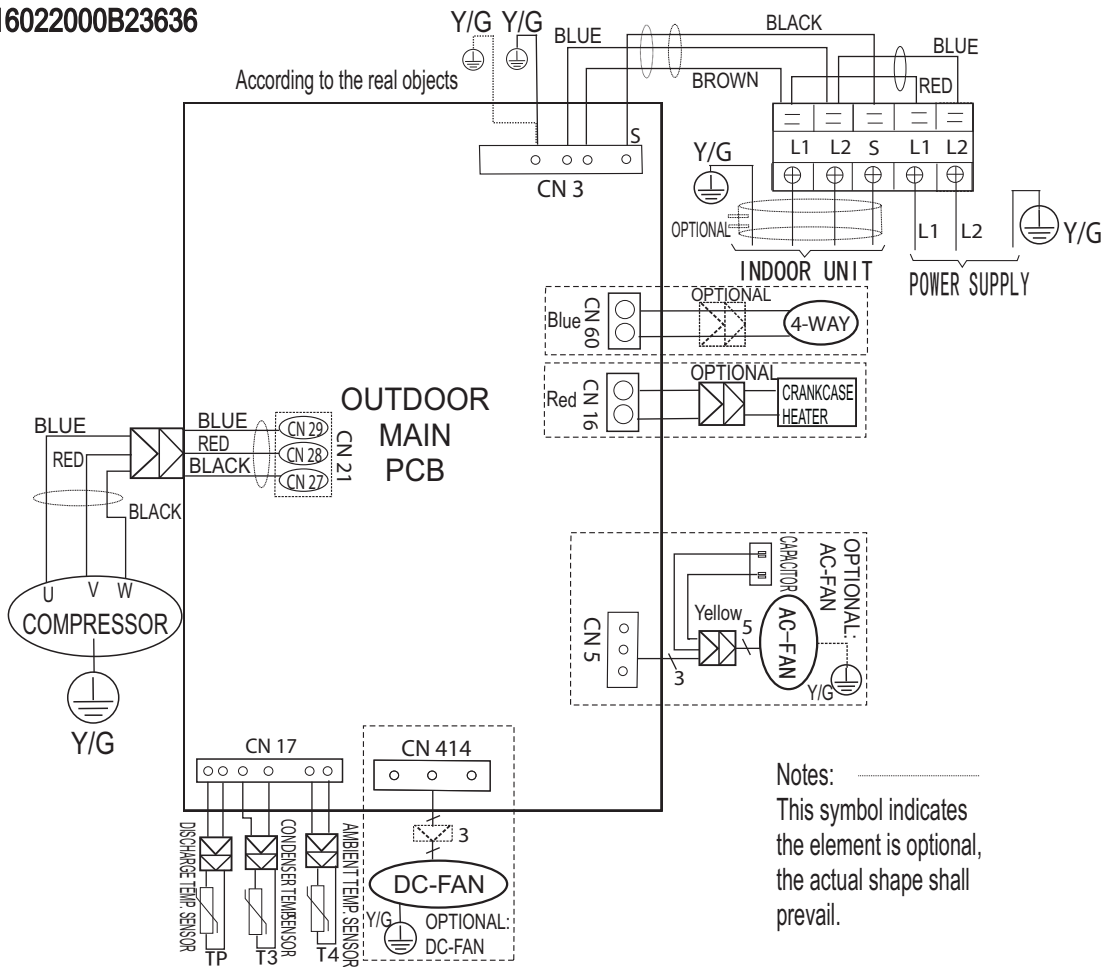 16022000B23636
Y/G Y/G
BLUE
BLACK
BLUE
According to the real objects
BROWN
RED
S
CN 3
L1 L2 S L1 L2
Y/G
OPTIONAL
L1 L2
Y/G
INDOOR UNIT
POWER SUPPLY
OPTIONAL
Blue
CN 60
4-WAY
OPTIONAL
Red
CN 16
CRANKCASE
HEATER
OUTDOOR
MAIN
PCB
BLUE
RED
BLACK
BLUE
RED
BLACK
CN 29
CN 28
CN 27
CN 21
U V W
COMPRESSOR
Y/G
CAPACITOR
OPTIONAL:
AC-FAN
Yellow
5
AC-FAN
CN 5
3
Y/G
CN 17
CN 414
DISCHARGE TEMP. SENSOR
CONDENSER TEMP.SENSOR
AMBIENT TEMP. SENSOR
TP
T3
T4
3
DC-FAN
Y/G
OPTIONAL:
DC-FAN
Notes:
This symbol indicates
the element is optional,
the actual shape shall
prevail.